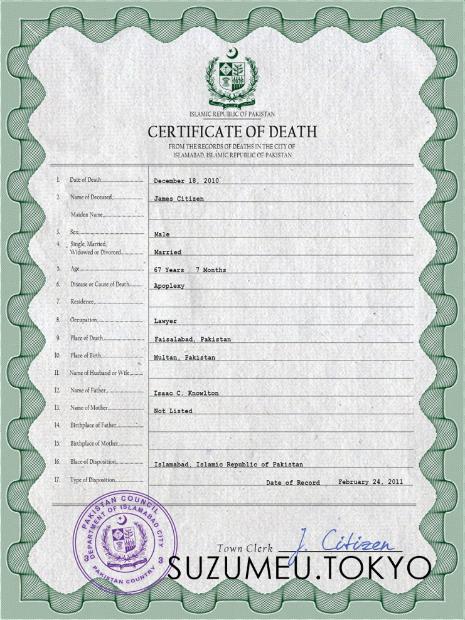 ISLAMIC REPUBLIC OF PAKISTAN
CERTIFICATE OF DEATH
FROM THE RECORDS OF DEATHS IN THE CITY OF
ISLAMABAD, ISLAMIC REPUBLIC OF PAKISTAN
1. Date of Death December 18, 2010
2. Name of Deceased James Citizen
Maiden Name
3. Sex Male
4. Single, Married,
Widowed or Divorced Married
5. Age 67 Years 7 Months
6. Disease or Cause of Death Apoplexy
7. Residence
8. Occupation Lawyer
9. Place of Death Faisalabad, Pakistan
10. Place of Birth Multan, Pakistan
11. Name of Husband or Wife
12. Name of Father Isaac C. Knowlton
13. Name of Mother Not Listed
14. Birthplace of Father
15. Birthplace of Mother
16. Place of Disposition Islamabad, Islamic Republic of Pakistan
17. Type of Disposition Date of Record February 24, 2011
PAKISTAN COUNCIL
DEPARTMENT OF ISLAMABAD CITY
3 3
PAKISTAN COUNTRY
Town Clerk J. Citizen
SUZUMEU.TOKYO